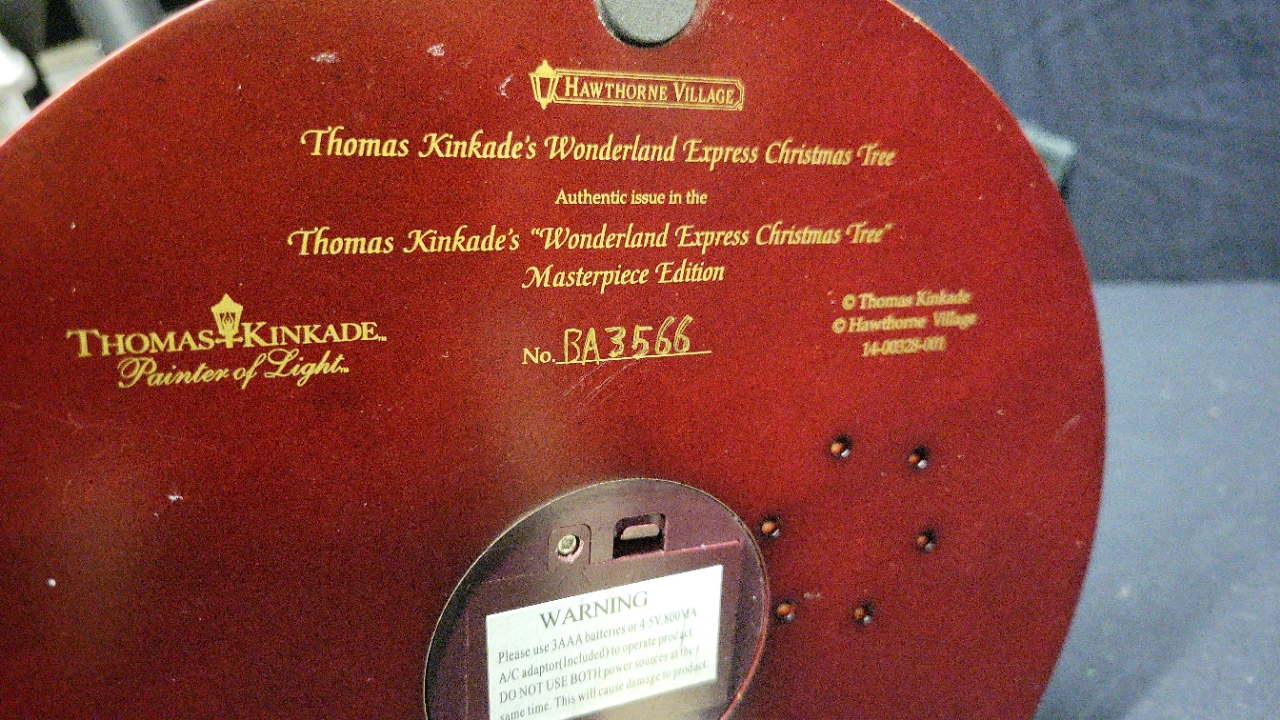 HAWTHORNE VILLAGE
Thomas Kinkade's Wonderland Express Christmas Tree
Authentic issue in the
Thomas Kinkade's "Wonderland Express Christmas Tree"
Masterpiece Edition
THOMAS KINKADE™
Painter of Light™
No. BA3566
© Thomas Kinkade
© Hawthorne Village
14-00328-001
WARNING
Please use 3AAA batteries or 4.5V,800MA
A/C adaptor(Included) to operate product.
DO NOT USE BOTH power sources at the
same time. This will cause damage to product.